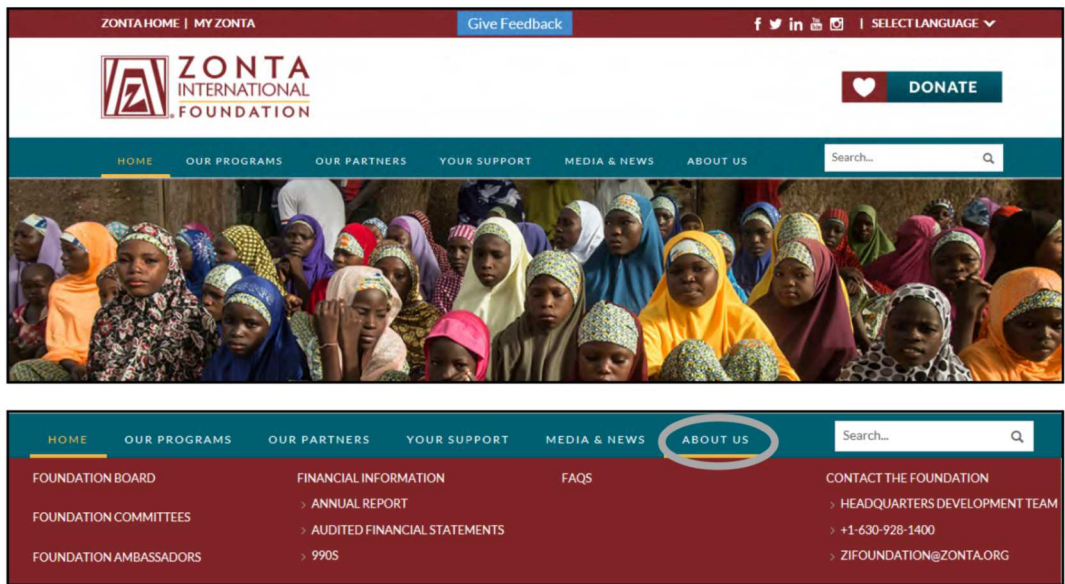 ZONTA HOME | MY ZONTA
Give Feedback
| SELECT LANGUAGE
ZONTA
INTERNATIONAL
FOUNDATION
DONATE
HOME OUR PROGRAMS OUR PARTNERS YOUR SUPPORT MEDIA & NEWS ABOUT US Search...
HOME OUR PROGRAMS OUR PARTNERS YOUR SUPPORT MEDIA & NEWS ABOUT US Search...
FOUNDATION BOARD
FOUNDATION COMMITTEES
FOUNDATION AMBASSADORS
FINANCIAL INFORMATION
> ANNUAL REPORT
> AUDITED FINANCIAL STATEMENTS
> 990S
FAQS
CONTACT THE FOUNDATION
> HEADQUARTERS DEVELOPMENT TEAM
> +1-630-928-1400
> ZIFOUNDATION@ZONTA.ORG